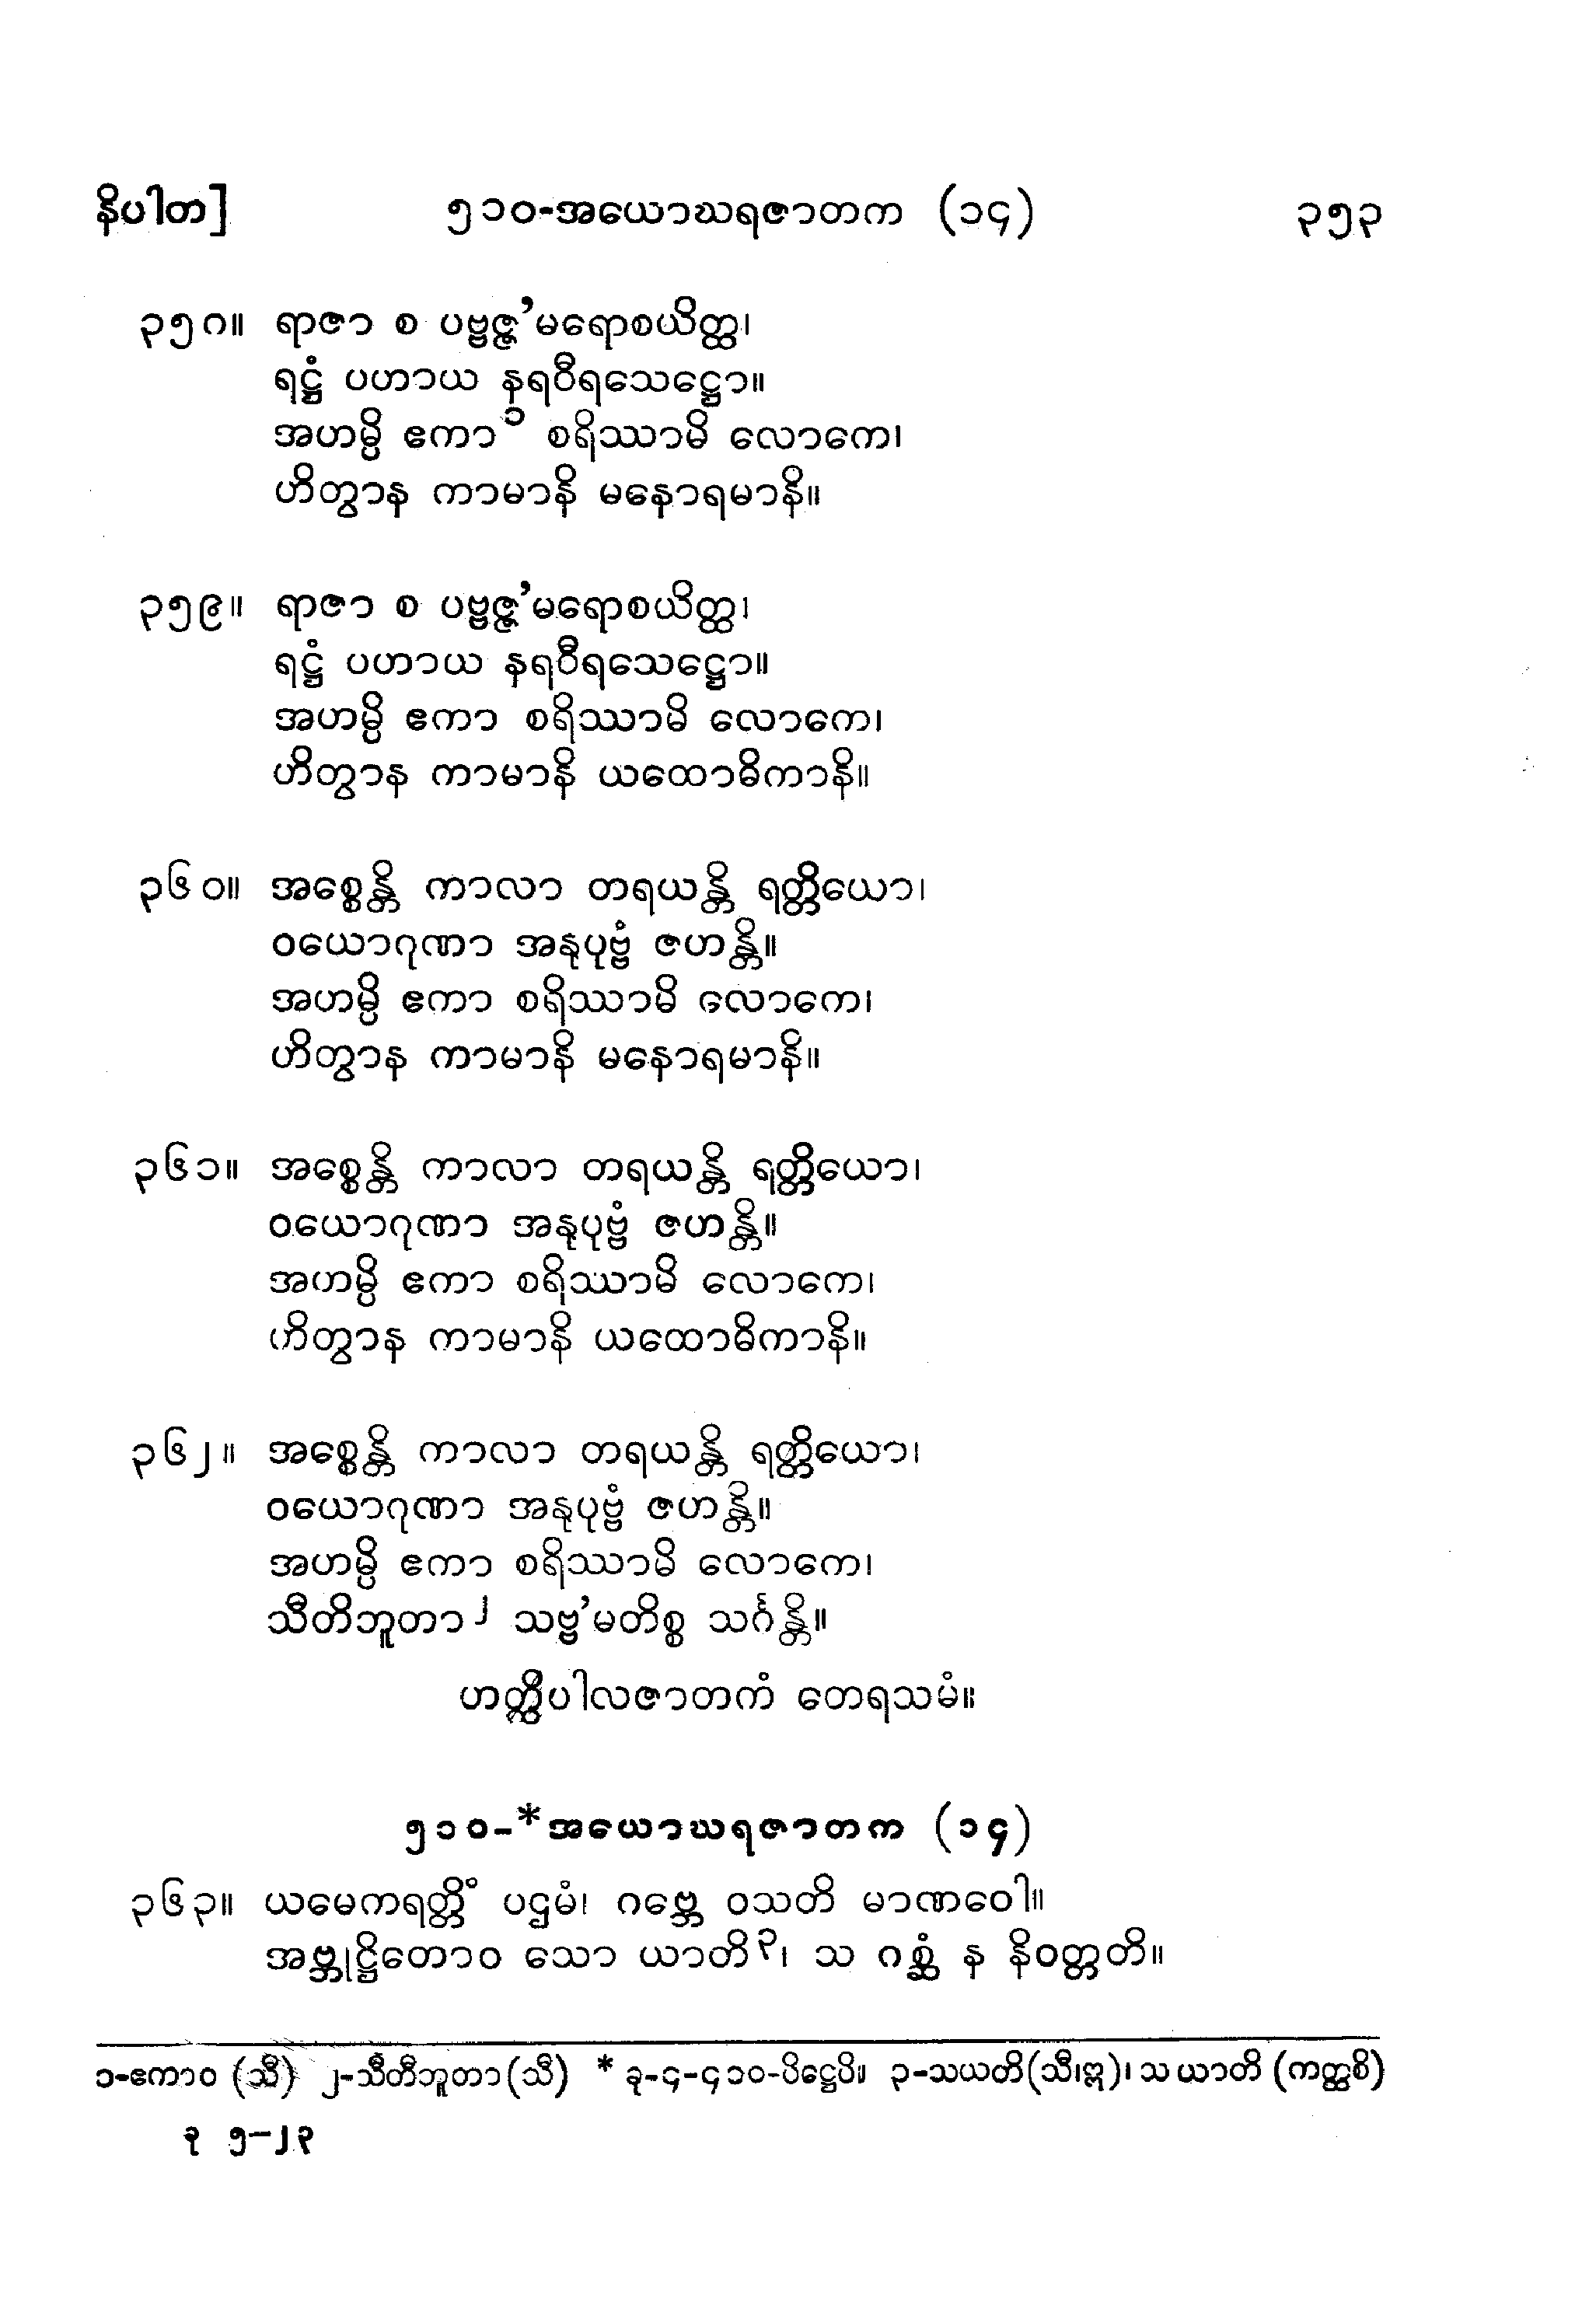 နိပါတ]	၅၁၀-အယောဃရဇာတက (၁၄)	၃၅၃
၃၅၈။ ရာဇာ စ ပဗ္ဗဇ္ဇ'မရောစယိတ္ထ၊
ရဋ္ဌံ ပဟာယ နရဝီရသေဋ္ဌော။
အဟမ္ပိ ဧကာ၁ စရိဿာမိ လောကေ၊
ဟိတွာန ကာမာနိ မနောရမာနိ။
၃၅၉။ ရာဇာ စ ပဗ္ဗဇ္ဇ'မရောစယိတ္ထ၊
ရဋ္ဌံ ပဟာယ နရဝီရသေဋ္ဌော။
အဟမ္ပိ ဧကာ စရိဿာမိ လောကေ၊
ဟိတွာန ကာမာနိ ယထောဓိကာနိ။
၃၆၀။ အစ္စေန္တိ ကာလာ တရယန္တိ ရတ္တိယော၊
ဝယောဂုဏာ အနုပုဗ္ဗံ ဇဟန္တိ။
အဟမ္ပိ ဧကာ စရိဿာမိ လောကေ၊
ဟိတွာန ကာမာနိ မနောရမာနိ။
၃၆၁။ အစ္စေန္တိ ကာလာ တရယန္တိ ရတ္တိယော၊
ဝယောဂုဏာ အနုပုဗ္ဗံ ဇဟန္တိ။
အဟမ္ပိ ဧကာ စရိဿာမိ လောကေ၊
ဟိတွာန ကာမာနိ ယထောဓိကာနိ။
၃၆၂။ အစ္စေန္တိ ကာလာ တရယန္တိ ရတ္တိယော၊
ဝယောဂုဏာ အနုပုဗ္ဗံ ဇဟန္တိ။
အဟမ္ပိ ဧကာ စရိဿာမိ လောကေ၊
သီတိဘူတာ၂ သဗ္ဗ'မတိစ္စ သင်္ဂန္တိ။
ဟတ္ထိပါလဇာတကံ တေရသမံ။
၅၁၀-*အယောဃရဇာတက (၁၄)
၃၆၃။ ယမေကရတ္တိံ ပဌမံ၊ ဂဗ္ဘေ ဝသတိ မာဏဝေါ။
အဗ္ဘုဋ္ဌိတောဝ သော ယာတိ၃၊ သ ဂစ္ဆံ န နိဝတ္တတိ။
၁-ဧကာဝ (သီ) ၂-သီတီဘူတာ(သီ) * ခု-၄-၄၁၀-ပိဋ္ဌေပိ။ ၃-သယတိ(သီ၊ဣ)၊ သ ယာတိ (ကတ္ထစိ)
ခု ၅–၂၃